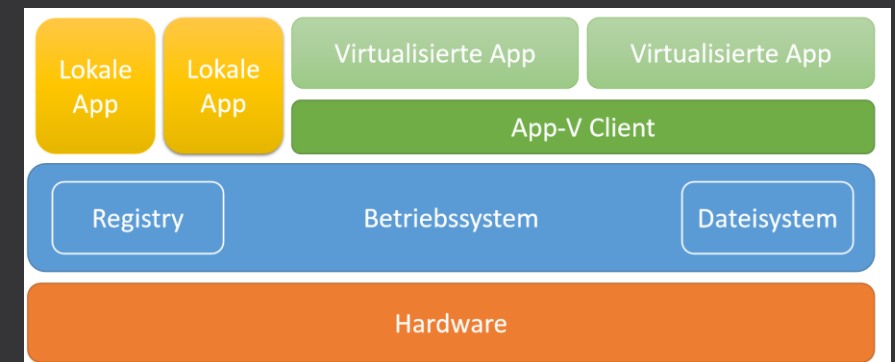 Lokale
App
Lokale
App
Virtualisierte App
Virtualisierte App
App-V Client
Registry
Betriebssystem
Dateisystem
Hardware